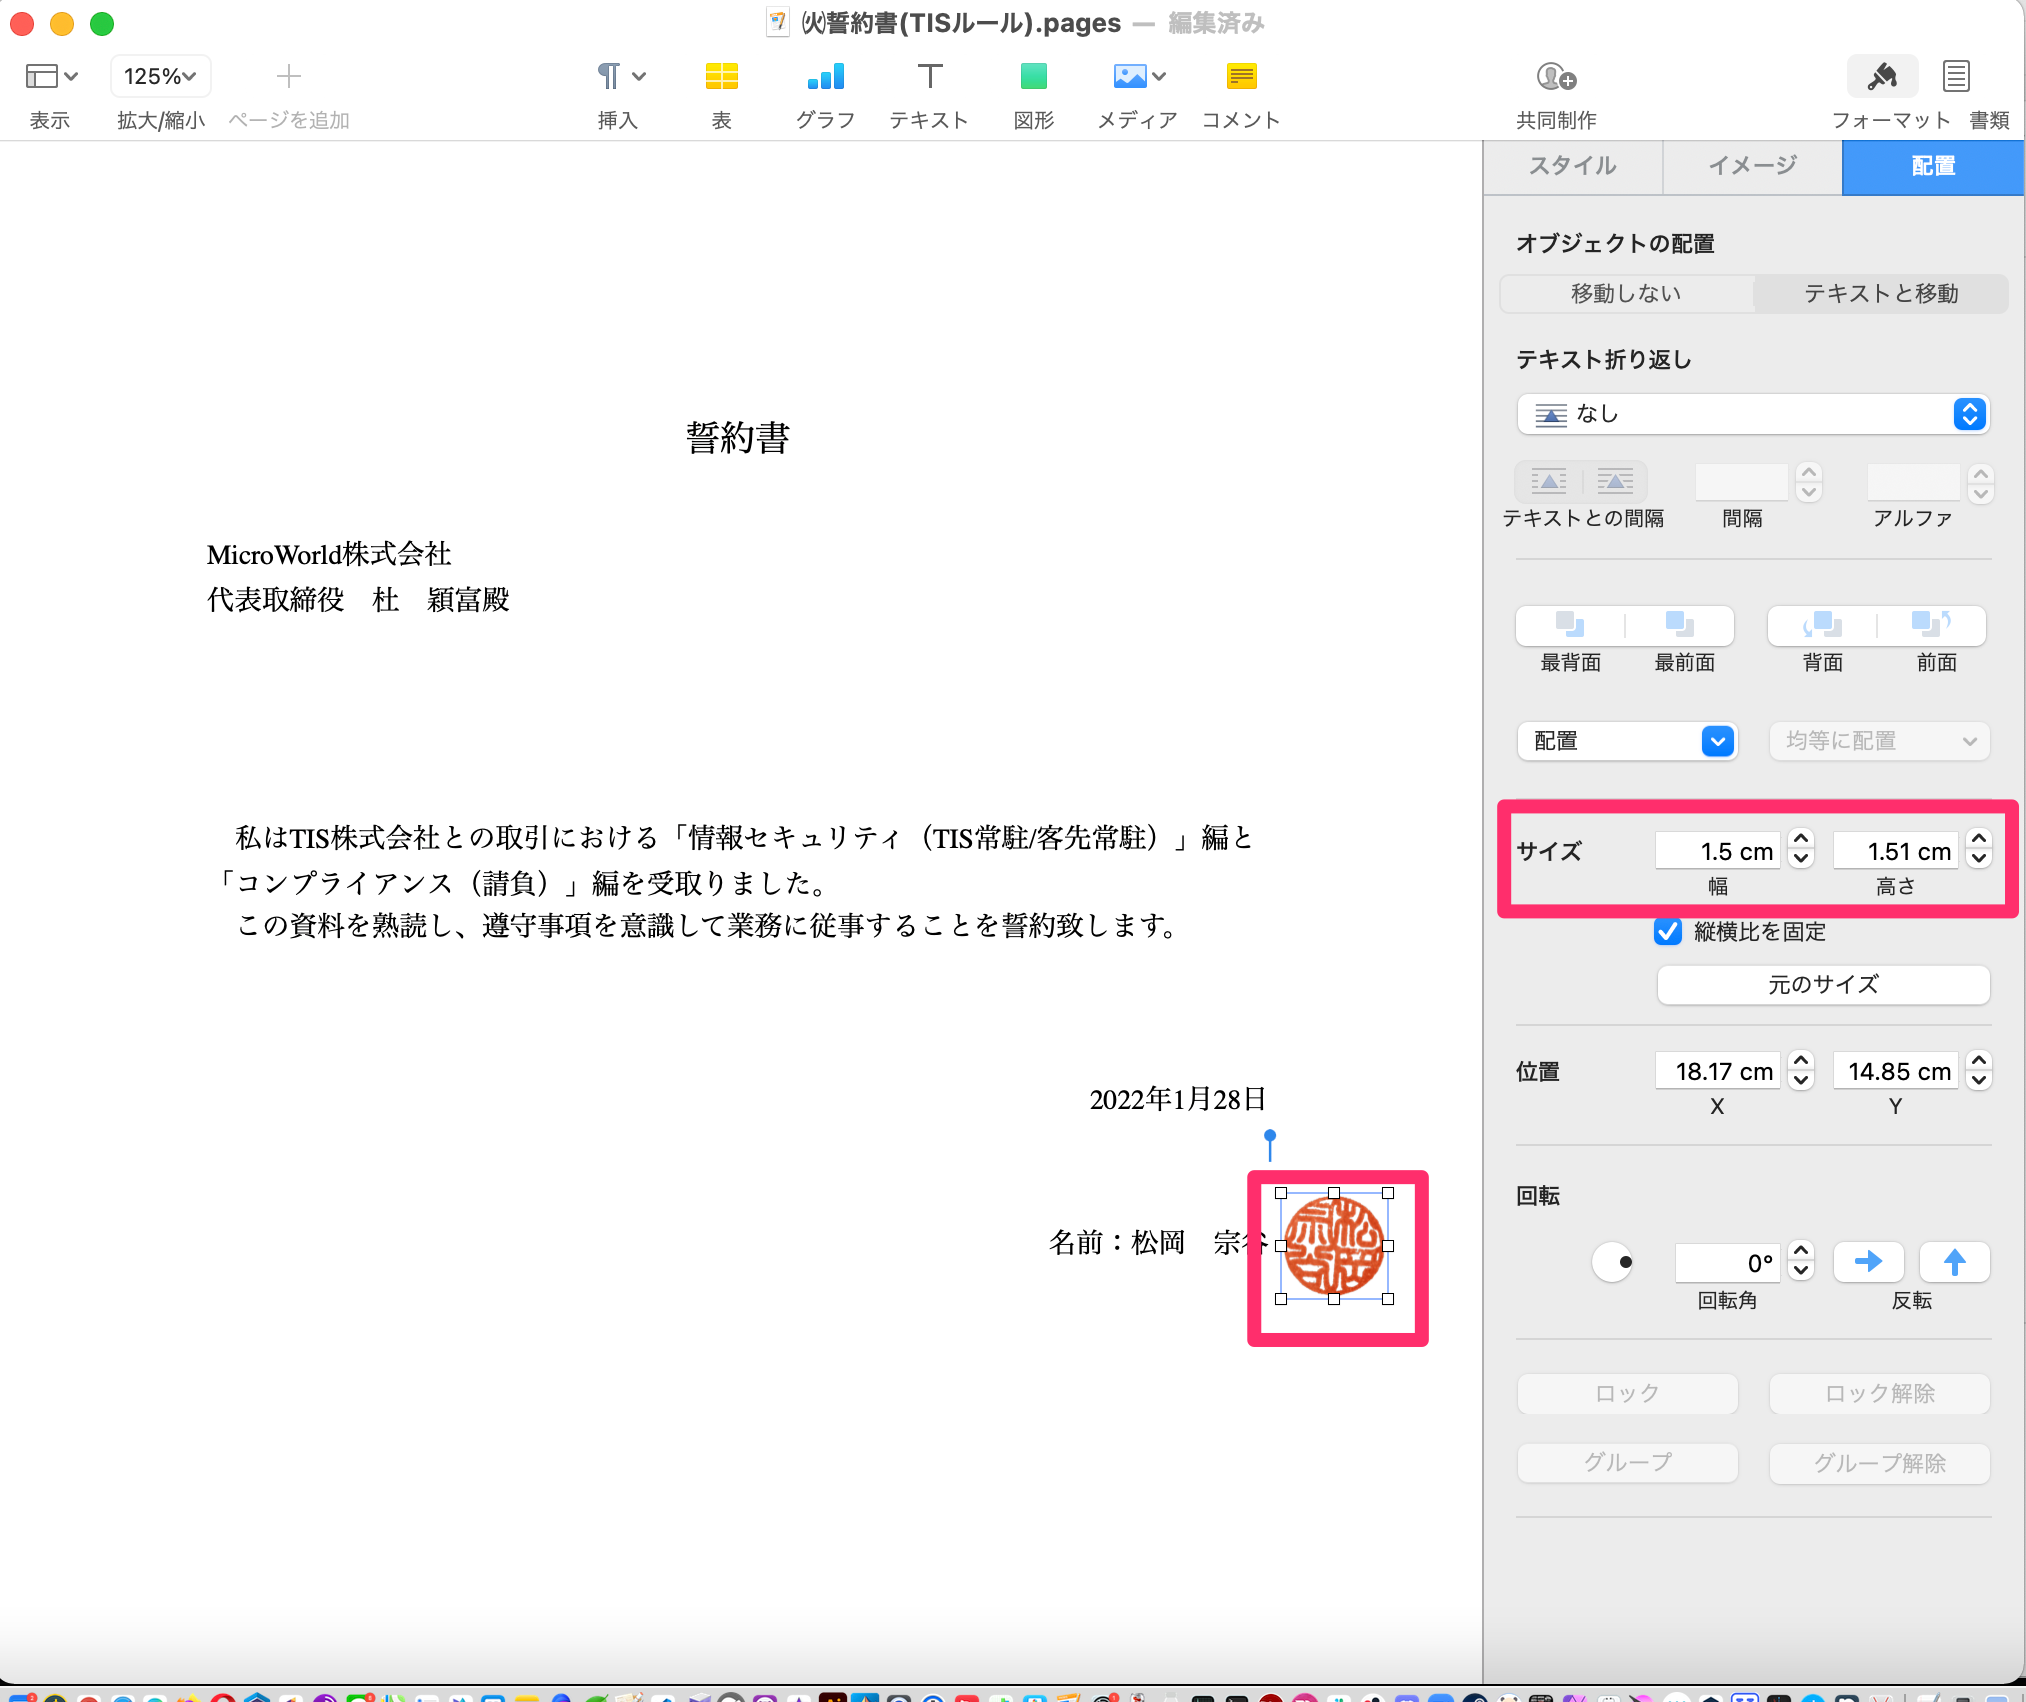 ㈫誓約書(TISルール).pages — 編集済み
125%
表示
拡大/縮小
ページを追加
挿入
表
グラフ
テキスト
図形
メディア
コメント
共同制作
フォーマット
書類
スタイル
イメージ
配置
オブジェクトの配置
移動しない
テキストと移動
テキスト折り返し
なし
テキストとの間隔
間隔
アルファ
最背面
最前面
背面
前面
配置
均等に配置
サイズ
1.5 cm
1.51 cm
幅
高さ
縦横比を固定
元のサイズ
位置
18.17 cm
14.85 cm
X
Y
回転
0°
回転角
反転
ロック
ロック解除
グループ
グループ解除
誓約書
MicroWorld株式会社
代表取締役　杜　穎富殿
私はTIS株式会社との取引における「情報セキュリティ（TIS常駐/客先常駐）」編と
「コンプライアンス（請負）」編を受取りました。
この資料を熟読し、遵守事項を意識して業務に従事することを誓約致します。
2022年1月28日
名前：松岡　宗谷